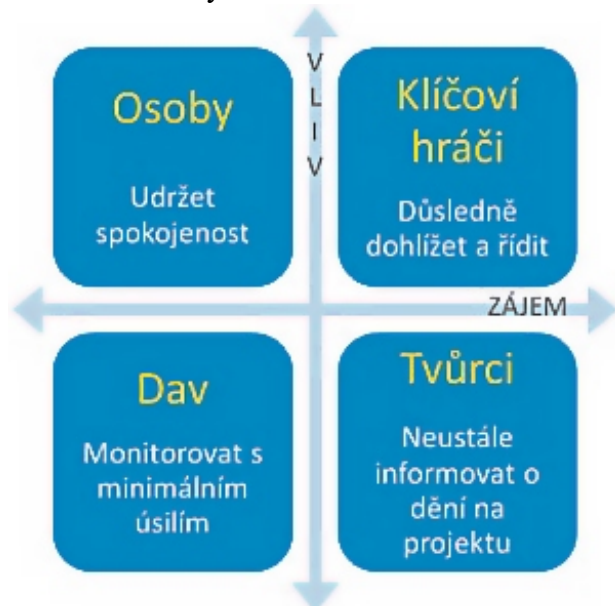 Osoby
Udržet
spokojenost
VLIV
Klíčoví
hráči
Důsledně
dohlížet a řídit
ZÁJEM
Dav
Monitorovat s
minimálním
úsilím
Tvůrci
Neustále
informovat o
dění na
projektu